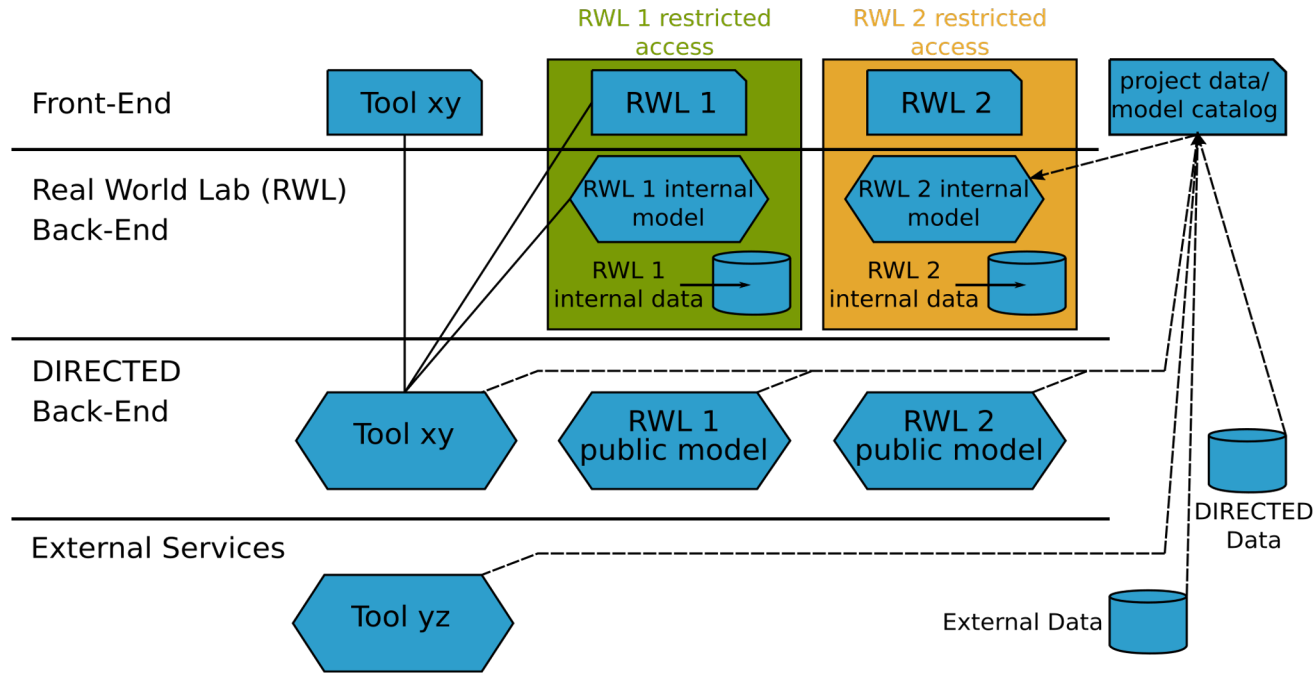 RWL 1 restricted
access
RWL 2 restricted
access
Front-End
Tool xy
RWL 1
RWL 2
project data/
model catalog
Real World Lab (RWL)
Back-End
RWL 1 internal
model
RWL 2 internal
model
RWL 1
internal data
RWL 2
internal data
DIRECTED
Back-End
Tool xy
RWL 1
public model
RWL 2
public model
DIRECTED
Data
External Services
Tool yz
External Data